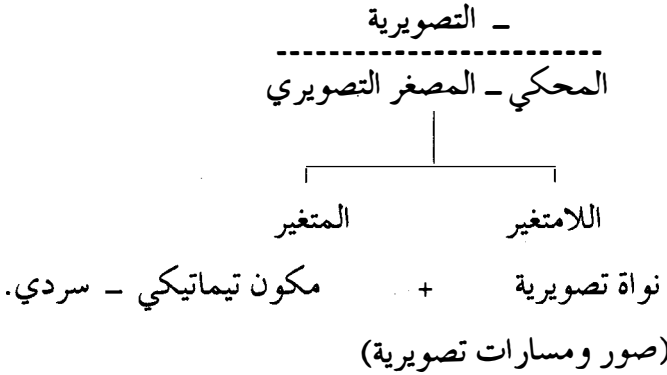 ـ التصويرية
المحكي ـ المصغر التصويري
اللامتغير المتغير
نواة تصويرية + مكون تيماتيكي ـ سردي.
(صور ومسارات تصويرية)